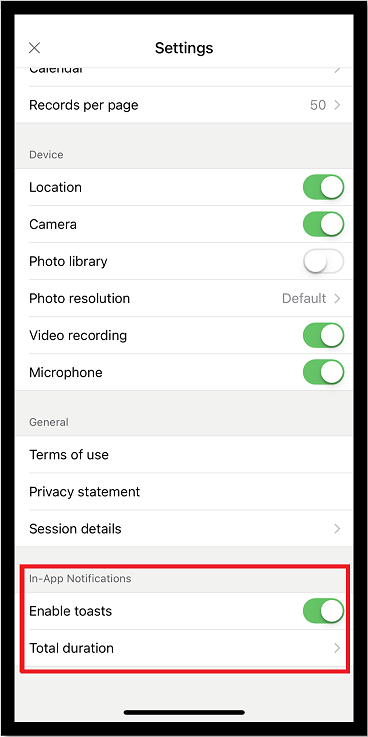 Settings
Calendar
Records per page 50
Device
Location
Camera
Photo library
Photo resolution Default
Video recording
Microphone
General
Terms of use
Privacy statement
Session details
In-App Notifications
Enable toasts
Total duration